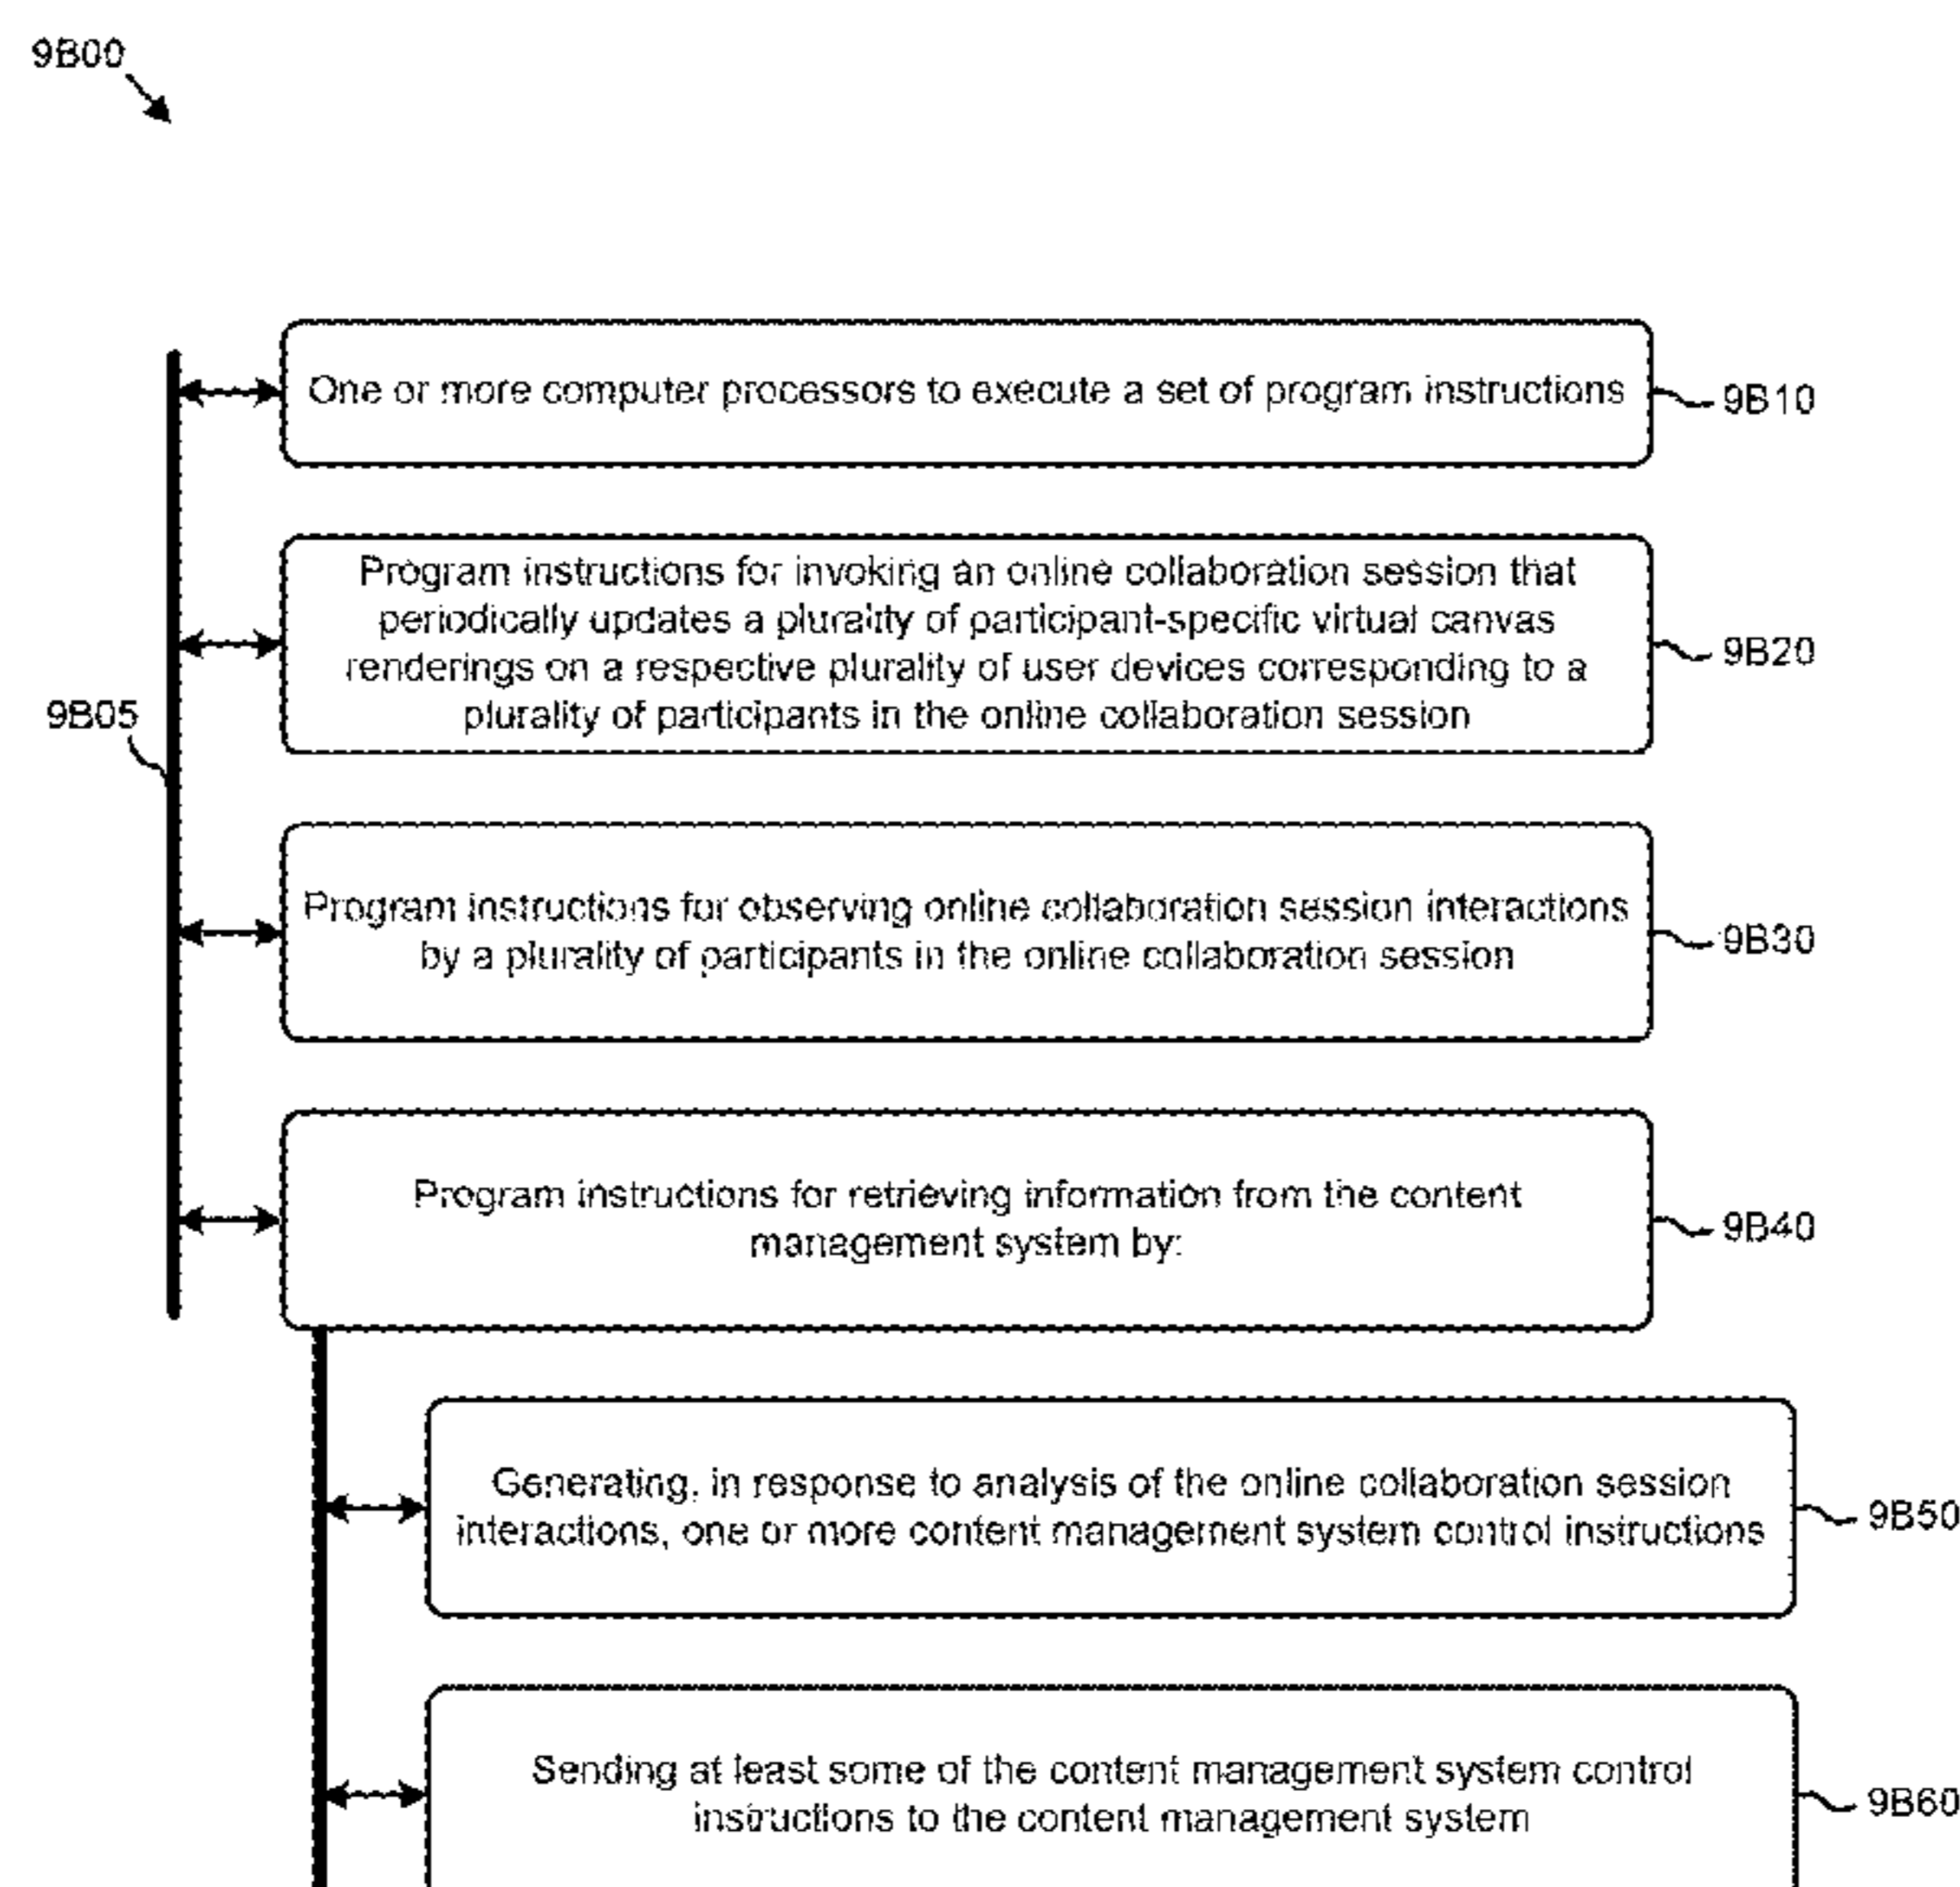 9B00
One or more computer processors to execute a set of program instructions
9B10
Program instructions for invoking an online collaboration session that
periodically updates a plurality of participant-specific virtual canvas
renderings on a respective plurality of user devices corresponding to a
plurality of participants in the online collaboration session
9B20
9B05
Program instructions for observing online collaboration session interactions
by a plurality of participants in the online collaboration session
9B30
Program instructions for retrieving information from the content
management system by:
9B40
Generating, in response to analysis of the online collaboration session
interactions, one or more content management system control instructions
9B50
Sending at least some of the content management system control
instructions to the content management system
9B60